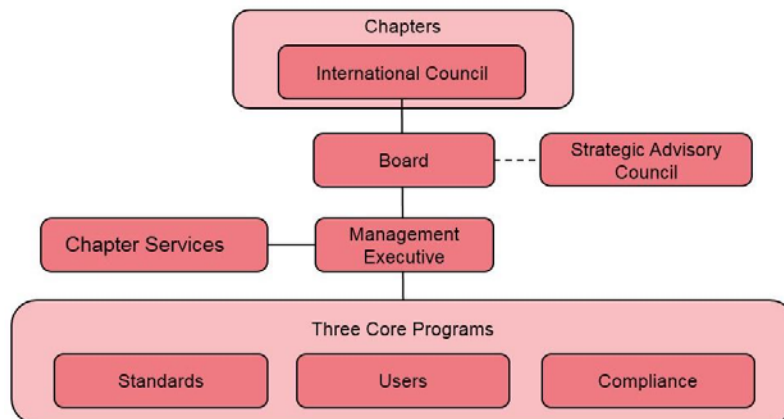 Chapters
International Council
Board
Strategic Advisory
Council
Chapter Services
Management
Executive
Three Core Programs
Standards
Users
Compliance